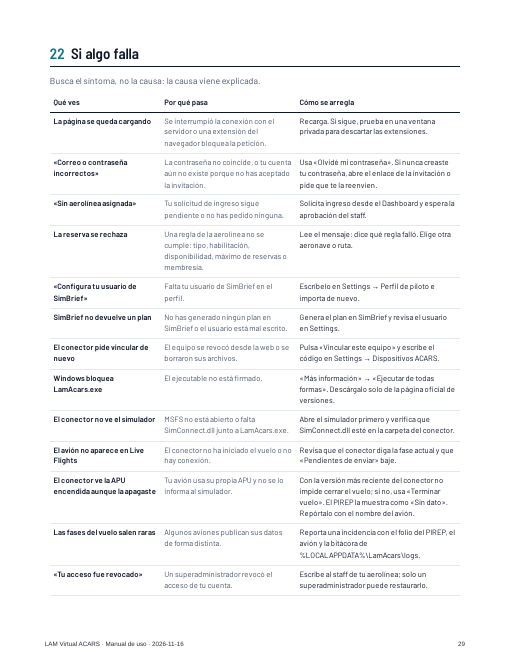 22 Si algo falla
Busca el síntoma, no la causa: la causa viene explicada.
Qué ves Por qué pasa Cómo se arregla
La página se queda cargando Se interrumpió la conexión con el Recarga. Si sigue, prueba en una ventana
servidor o una extensión del privada para descartar las extensiones.
navegador bloquea la petición.
«Correo o contraseña La contraseña no coincide, o tu cuenta Usa «Olvidé mi contraseña». Si nunca creaste
incorrectos» aún no existe porque no has aceptado tu contraseña, abre el enlace de la invitación o
la invitación. pide que te la reenvíen.
«Sin aerolínea asignada» Tu solicitud de ingreso sigue Solicita ingreso desde el Dashboard y espera la
pendiente o no has pedido ninguna. aprobación del staff.
La reserva se rechaza Una regla de la aerolínea no se Lee el mensaje: dice qué regla falló. Elige otra
cumple: tipo, habilitación, aeronave o ruta.
disponibilidad, máximo de reservas o
membresía.
«Configura tu usuario de Falta tu usuario de SimBrief en el Escríbelo en Settings → Perfil de piloto e
SimBrief» perfil. importa de nuevo.
SimBrief no devuelve un plan No has generado ningún plan en Genera el plan en SimBrief y revisa el usuario
SimBrief o el usuario está mal escrito. en Settings.
El conector pide vincular de El equipo se revocó desde la web o se Pulsa «Vincular este equipo» y escribe el
nuevo borraron sus archivos. código en Settings → Dispositivos ACARS.
Windows bloquea El ejecutable no está firmado. «Más información» → «Ejecutar de todas
LamAcars.exe formas». Descárgalo solo de la página oficial de
versiones.
El conector no ve el simulador MSFS no está abierto o falta Abre el simulador primero y verifica que
SimConnect.dll junto a LamAcars.exe. SimConnect.dll esté en la carpeta del conector.
El avión no aparece en Live El conector no ha iniciado el vuelo o no Revisa que el conector diga la fase actual y que
Flights hay conexión. «Pendientes de enviar» baje.
El conector ve la APU Tu avión usa su propia APU y no se lo Con la versión más reciente del conector no
encendida aunque la apagaste informa al simulador. impide cerrar el vuelo; si no, usa «Terminar
vuelo». El PIREP la muestra como «Sin dato».
Repórtalo con el nombre del avión.
Las fases del vuelo salen raras Algunos aviones publican sus datos Reporta una incidencia con el folio del PIREP, el
de forma distinta. avión y la bitácora de
%LOCALAPPDATA%\LamAcars\logs.
«Tu acceso fue revocado» Un superadministrador revocó el Escribe al staff de tu aerolínea; solo un
acceso de tu cuenta. superadministrador puede restaurarlo.
LAM Virtual ACARS · Manual de uso · 2026-11-16 29